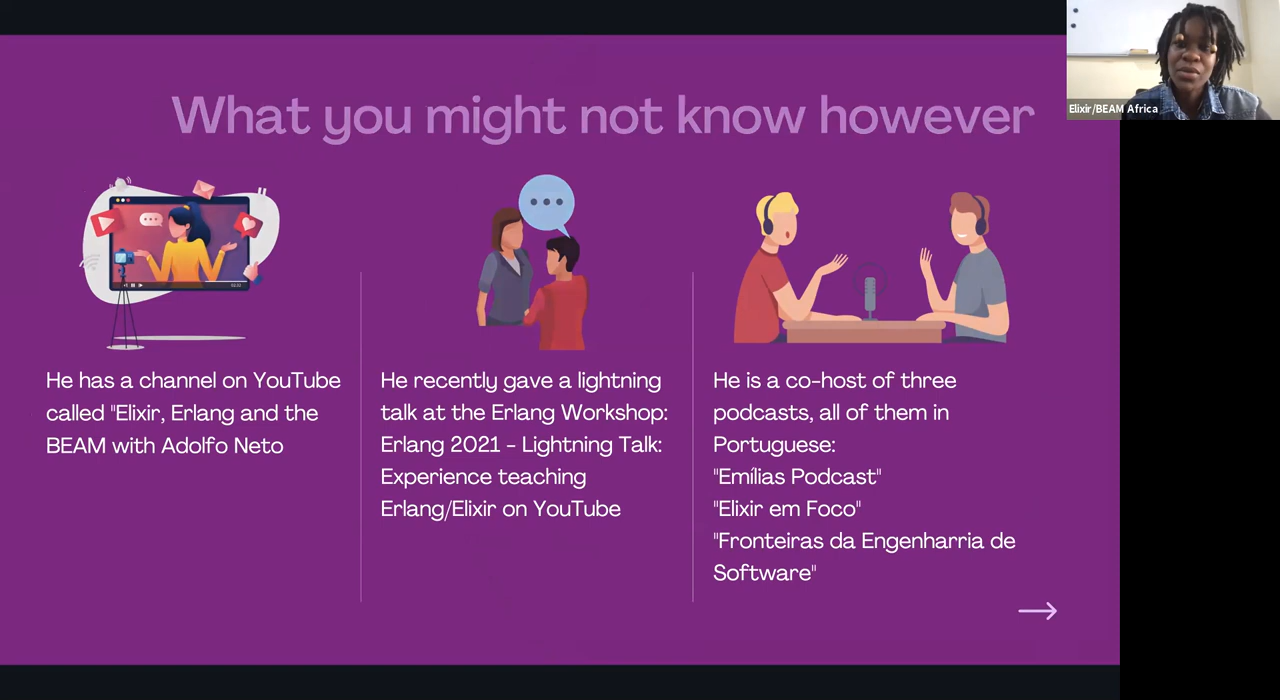 What you might not know however
Elixir/BEAM Africa
He has a channel on YouTube
called "Elixir, Erlang and the
BEAM with Adolfo Neto
He recently gave a lightning
talk at the Erlang Workshop:
Erlang 2021 - Lightning Talk:
Experience teaching
Erlang/Elixir on YouTube
He is a co-host of three
podcasts, all of them in
Portuguese:
"Emílias Podcast"
"Elixir em Foco"
"Fronteiras da Engenharria de
Software"